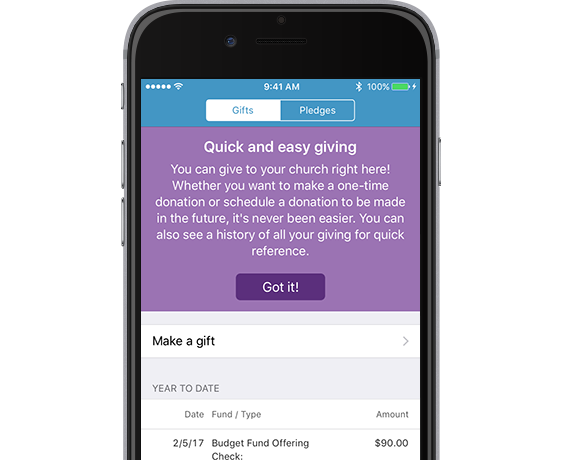 9:41 AM 100%
Gifts Pledges
Quick and easy giving
You can give to your church right here!
Whether you want to make a one-time
donation or schedule a donation to be made
in the future, it's never been easier. You can
also see a history of all your giving for quick
reference.
Got it!
Make a gift
YEAR TO DATE
Date Fund / Type Amount
2/5/17 Budget Fund Offering $90.00
Check: